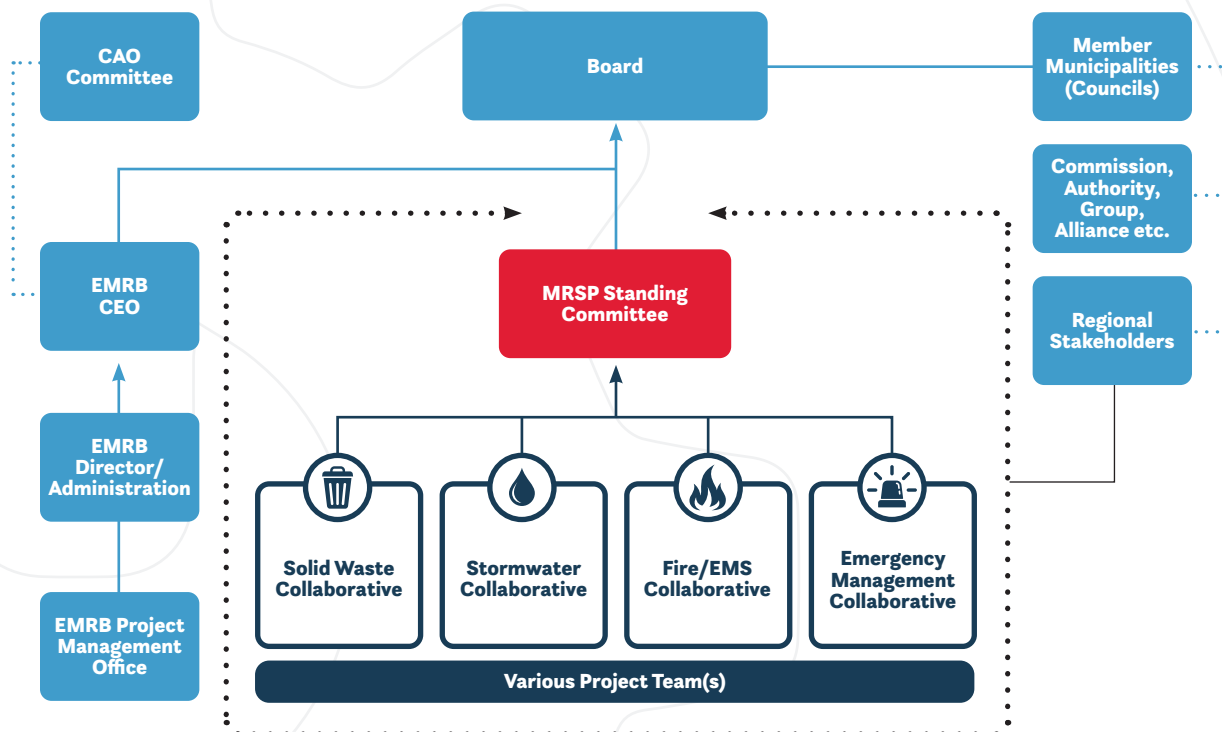 CAO
Committee
Board
Member
Municipalities
(Councils)
Commission,
Authority,
Group,
Alliance etc.
EMRB
CEO
MRSP Standing
Committee
Regional
Stakeholders
EMRB
Director/
Administration
Solid Waste
Collaborative
Stormwater
Collaborative
Fire/EMS
Collaborative
Emergency
Management
Collaborative
EMRB Project
Management
Office
Various Project Team(s)